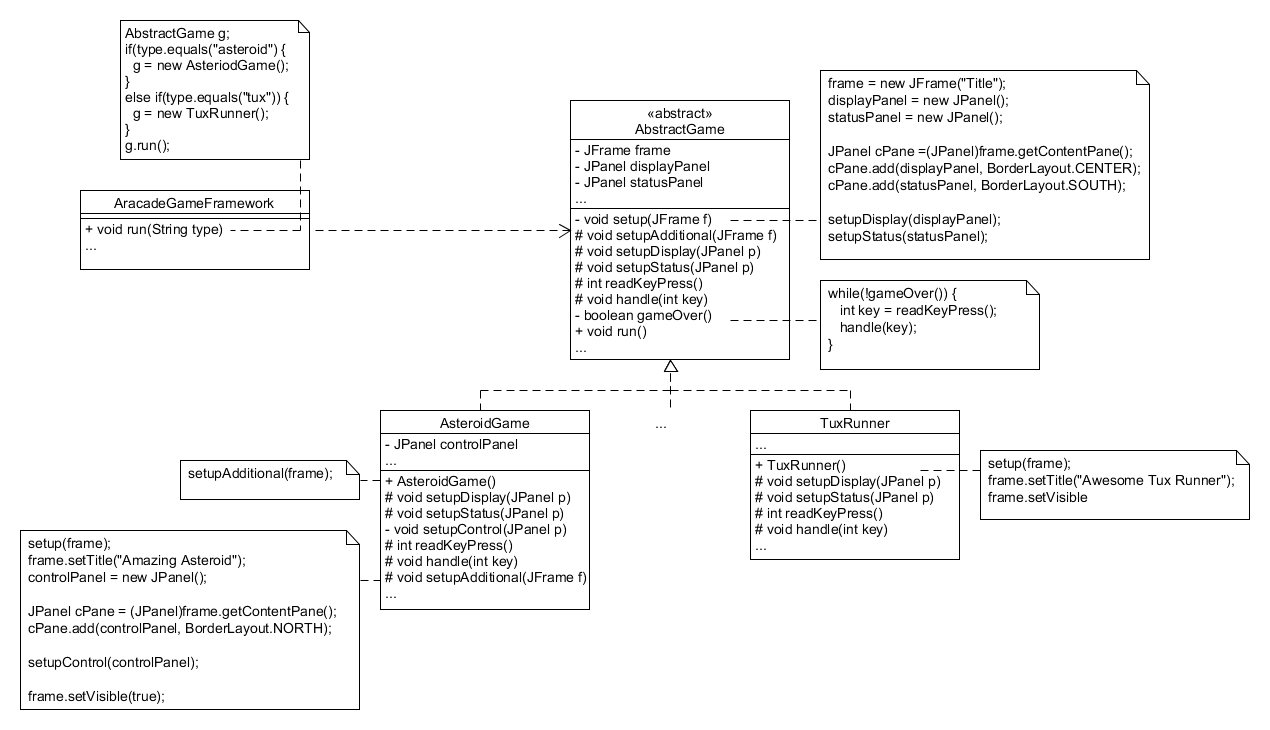 AbstractGame g;
if(type.equals("asteroid") {
g = new AsteriodGame();
}
else if(type.equals("tux")) {
g = new TuxRunner();
}
g.run();
AracadeGameFramework
+ void run(String type)
...
«abstract»
AbstractGame
- JFrame frame
- JPanel displayPanel
- JPanel statusPanel
...
- void setup(JFrame f)
# void setupAdditional(JFrame f)
# void setupDisplay(JPanel p)
# void setupStatus(JPanel p)
# int readKeyPress()
# void handle(int key)
- boolean gameOver()
+ void run()
...
frame = new JFrame("Title");
displayPanel = new JPanel();
statusPanel = new JPanel();
JPanel cPane =(JPanel)frame.getContentPane();
cPane.add(displayPanel, BorderLayout.CENTER);
cPane.add(statusPanel, BorderLayout.SOUTH);
setupDisplay(displayPanel);
setupStatus(statusPanel);
while(!gameOver()) {
int key = readKeyPress();
handle(key);
}
AsteroidGame
- JPanel controlPanel
...
+ AsteroidGame()
# void setupDisplay(JPanel p)
# void setupStatus(JPanel p)
- void setupControl(JPanel p)
# int readKeyPress()
# void handle(int key)
# void setupAdditional(JFrame f)
...
...
TuxRunner
...
+ TuxRunner()
# void setupDisplay(JPanel p)
# void setupStatus(JPanel p)
# int readKeyPress()
# void handle(int key)
...
setup(frame);
frame.setTitle("Awesome Tux Runner");
frame.setVisible
setupAdditional(frame);
setup(frame);
frame.setTitle("Amazing Asteroid");
controlPanel = new JPanel();
JPanel cPane = (JPanel)frame.getContentPane();
cPane.add(controlPanel, BorderLayout.NORTH);
setupControl(controlPanel);
frame.setVisible(true);